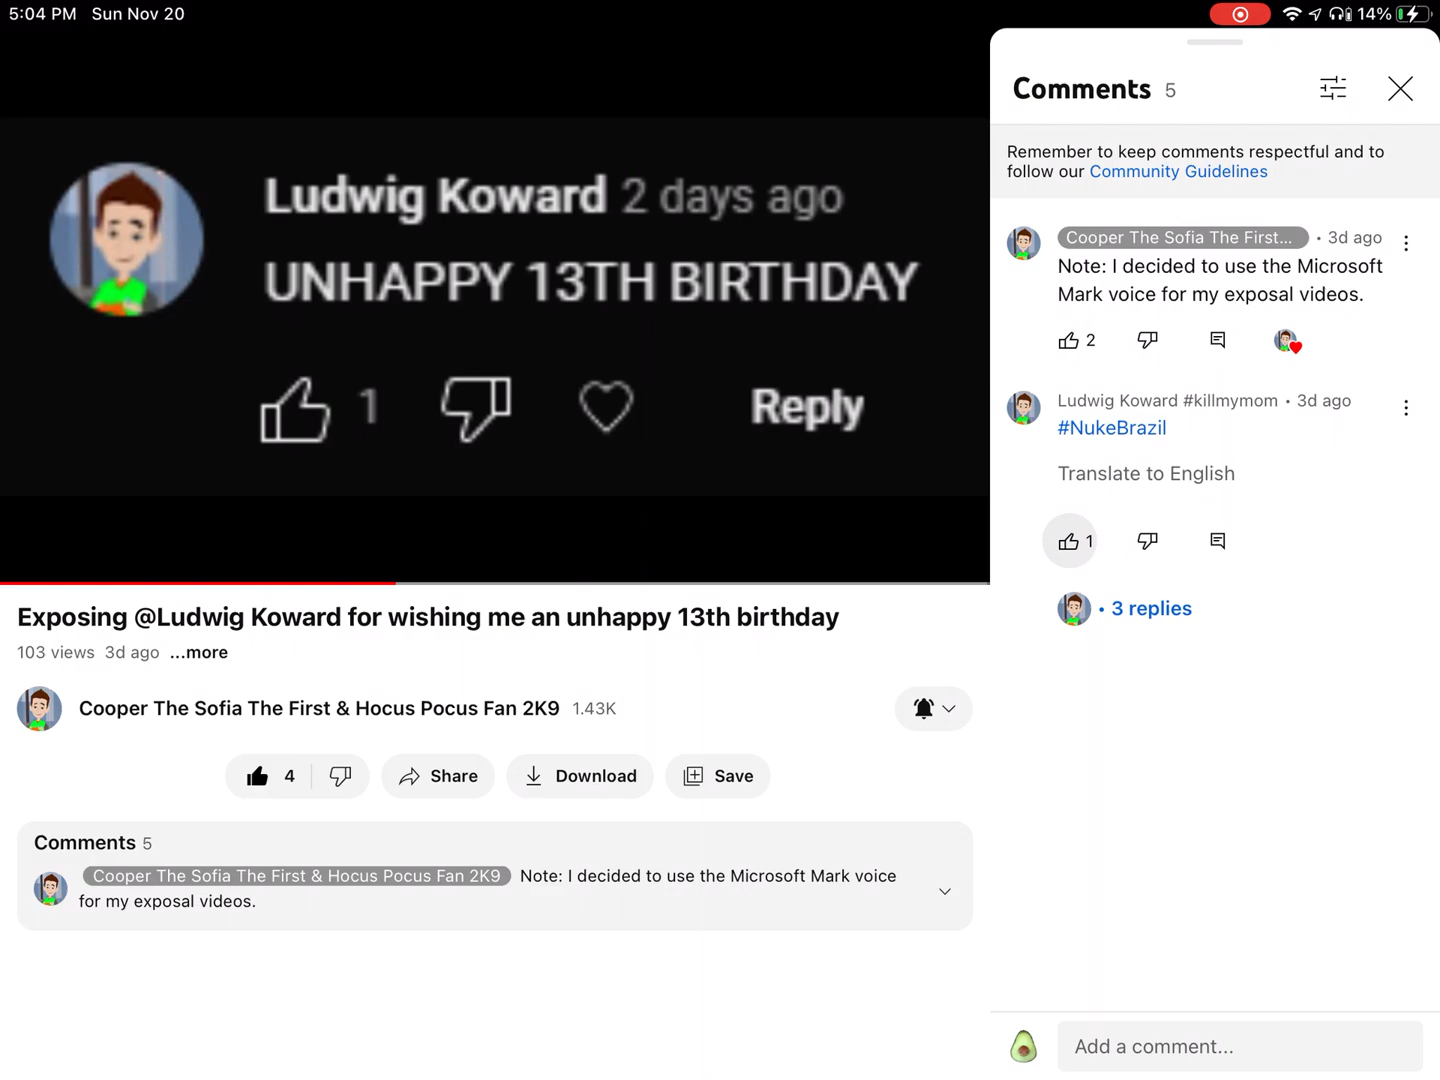 5:04 PM Sun Nov 20
14%
Ludwig Koward 2 days ago
UNHAPPY 13TH BIRTHDAY
1
Reply
Exposing @Ludwig Koward for wishing me an unhappy 13th birthday
103 views 3d ago ...more
Cooper The Sofia The First & Hocus Pocus Fan 2K9 1.43K
4
Share
Download
Save
Comments 5
Cooper The Sofia The First & Hocus Pocus Fan 2K9 Note: I decided to use the Microsoft Mark voice
for my exposal videos.
Comments 5
Remember to keep comments respectful and to
follow our Community Guidelines
Cooper The Sofia The First... • 3d ago
Note: I decided to use the Microsoft
Mark voice for my exposal videos.
2
Ludwig Koward #killmymom • 3d ago
#NukeBrazil
Translate to English
1
• 3 replies
Add a comment...